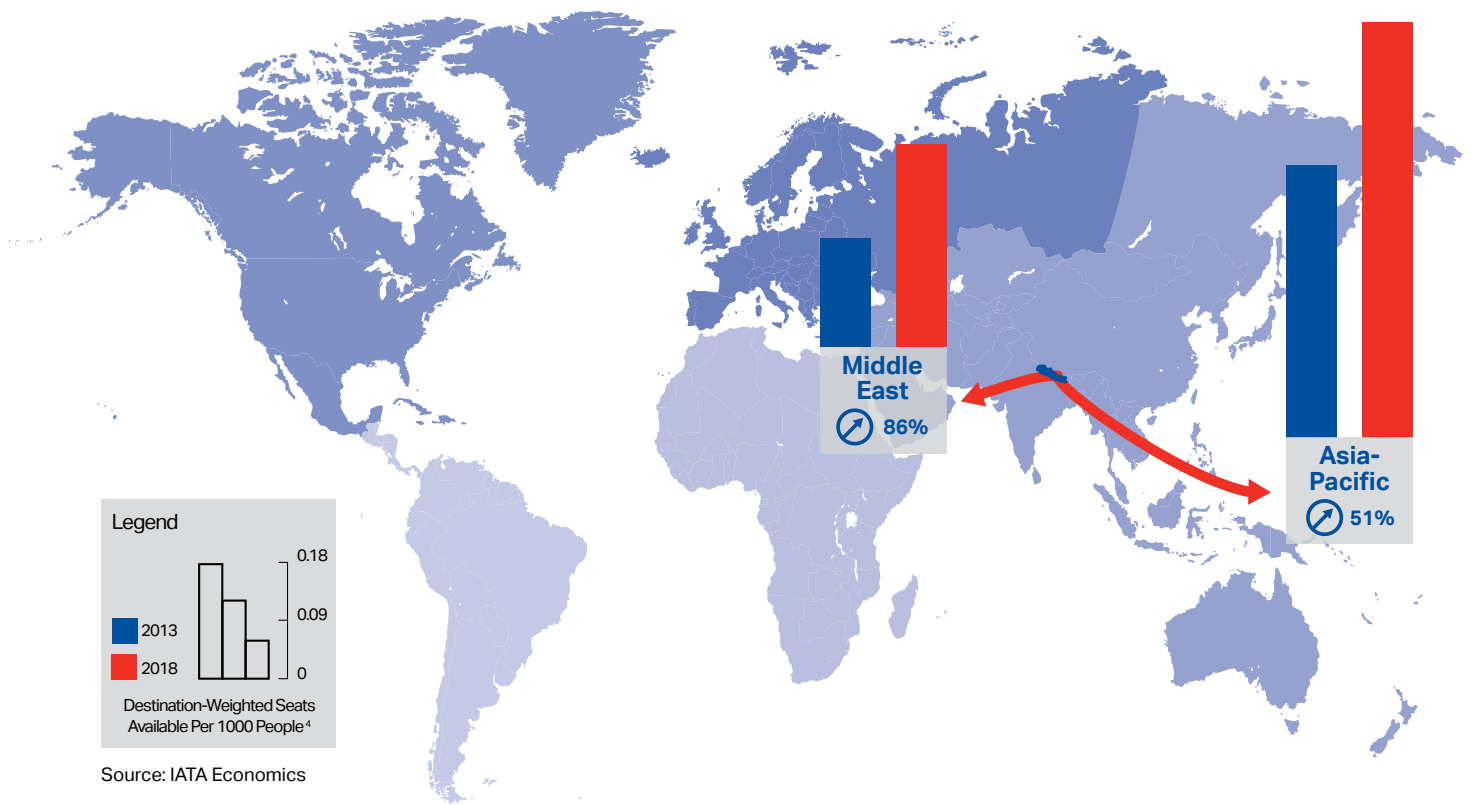 Middle
East
86%
Asia-
Pacific
51%
Legend
0.18
0.09
0
2013
2018
Destination-Weighted Seats
Available Per 1000 People 4
Source: IATA Economics